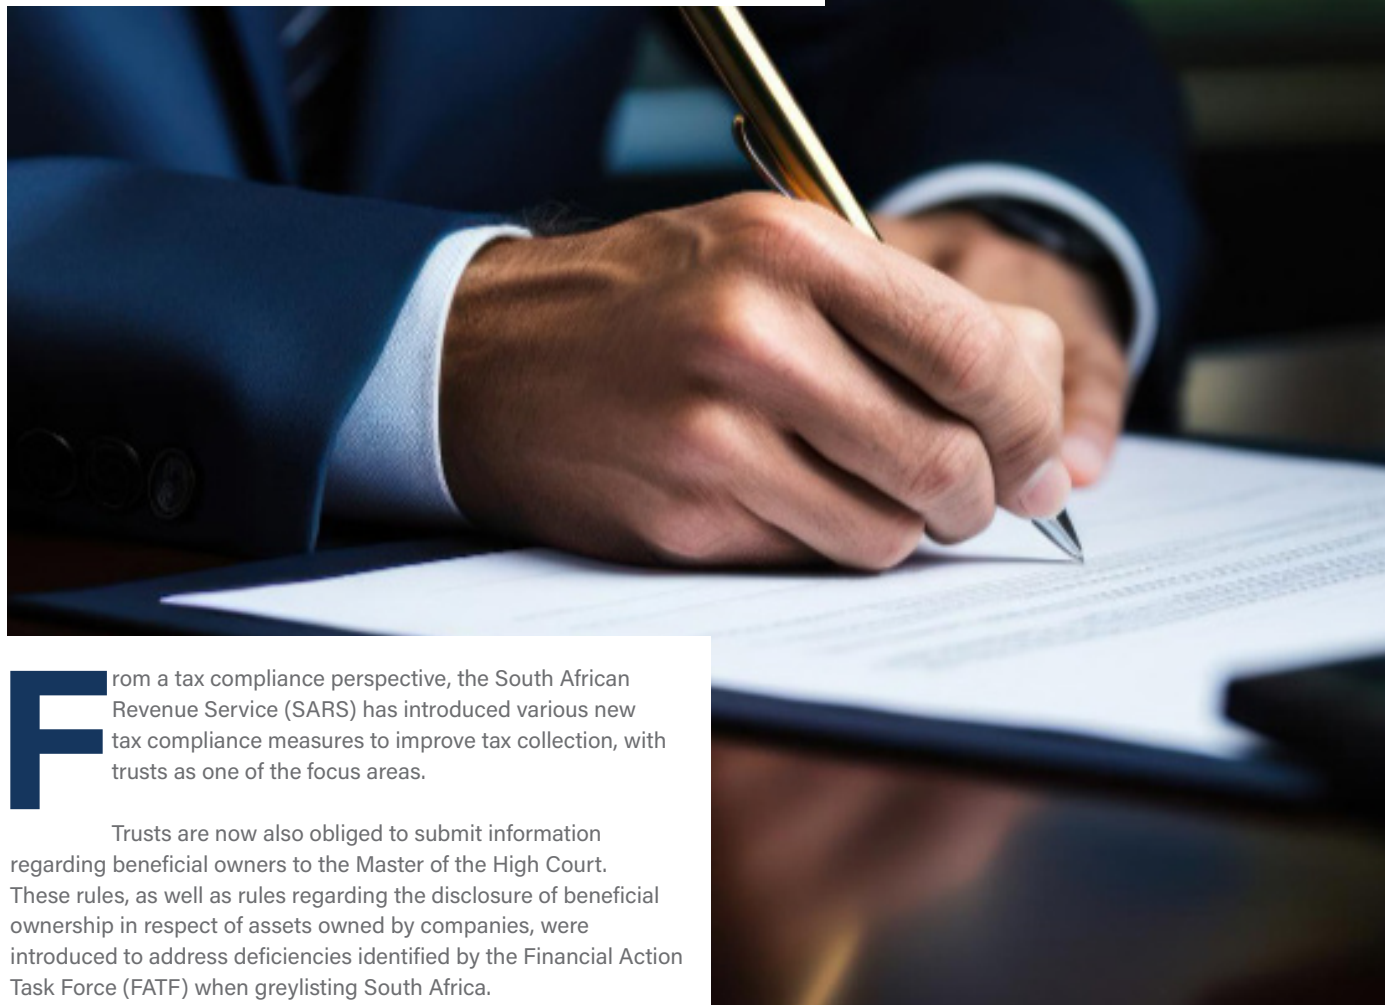 From a tax compliance perspective, the South African
Revenue Service (SARS) has introduced various new
tax compliance measures to improve tax collection, with
trusts as one of the focus areas.
Trusts are now also obliged to submit information
regarding beneficial owners to the Master of the High Court.
These rules, as well as rules regarding the disclosure of beneficial
ownership in respect of assets owned by companies, were
introduced to address deficiencies identified by the Financial Action
Task Force (FATF) when greylisting South Africa.